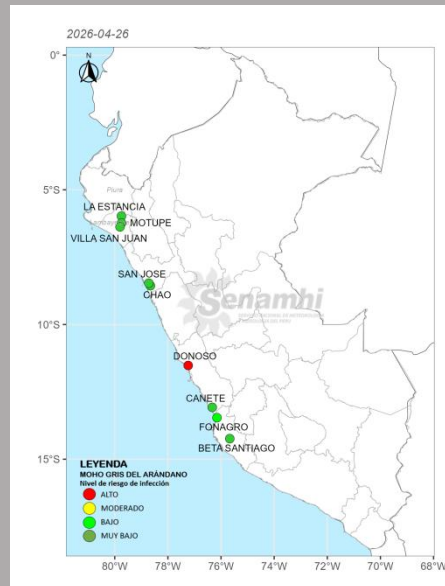 2026-04-26
N
0°
5°S
10°S
15°S
Piura
LA ESTANCIA
MOTUPE
VILLA SAN JUAN
SAN JOSE
CHAO
Senamhi
DONOSO
CANETE
FONAGRO
BETA SANTIAGO
LEYENDA
MOHO GRIS DEL ARÁNDANO
Nivel de riesgo de infección
ALTO
MODERADO
BAJO
MUY BAJO
80°W 78°W 76°W 74°W 72°W 70°W 68°W